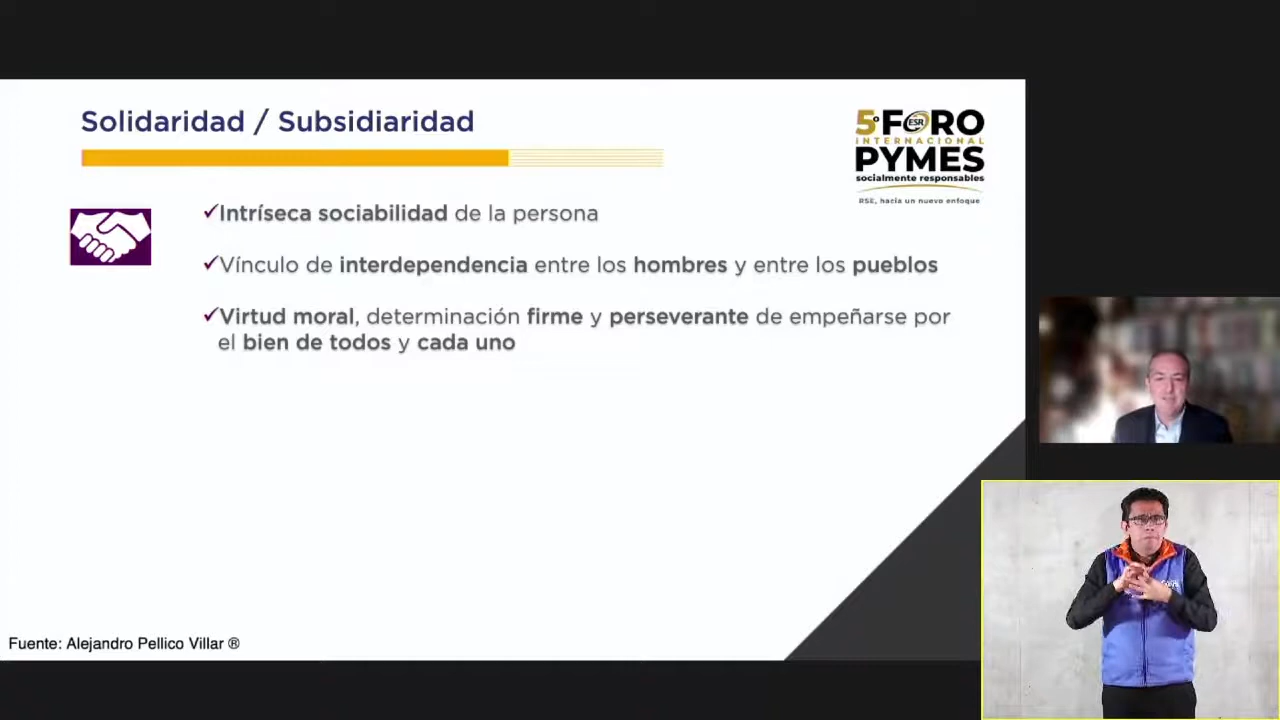 Solidaridad / Subsidiaridad
5º FORO
ESR
INTERNACIONAL
PYMES
socialmente responsables
RSE, hacia un nuevo enfoque
✓Intríseca sociabilidad de la persona
✓Vínculo de interdependencia entre los hombres y entre los pueblos
✓Virtud moral, determinación firme y perseverante de empeñarse por
el bien de todos y cada uno
Fuente: Alejandro Pellico Villar ®